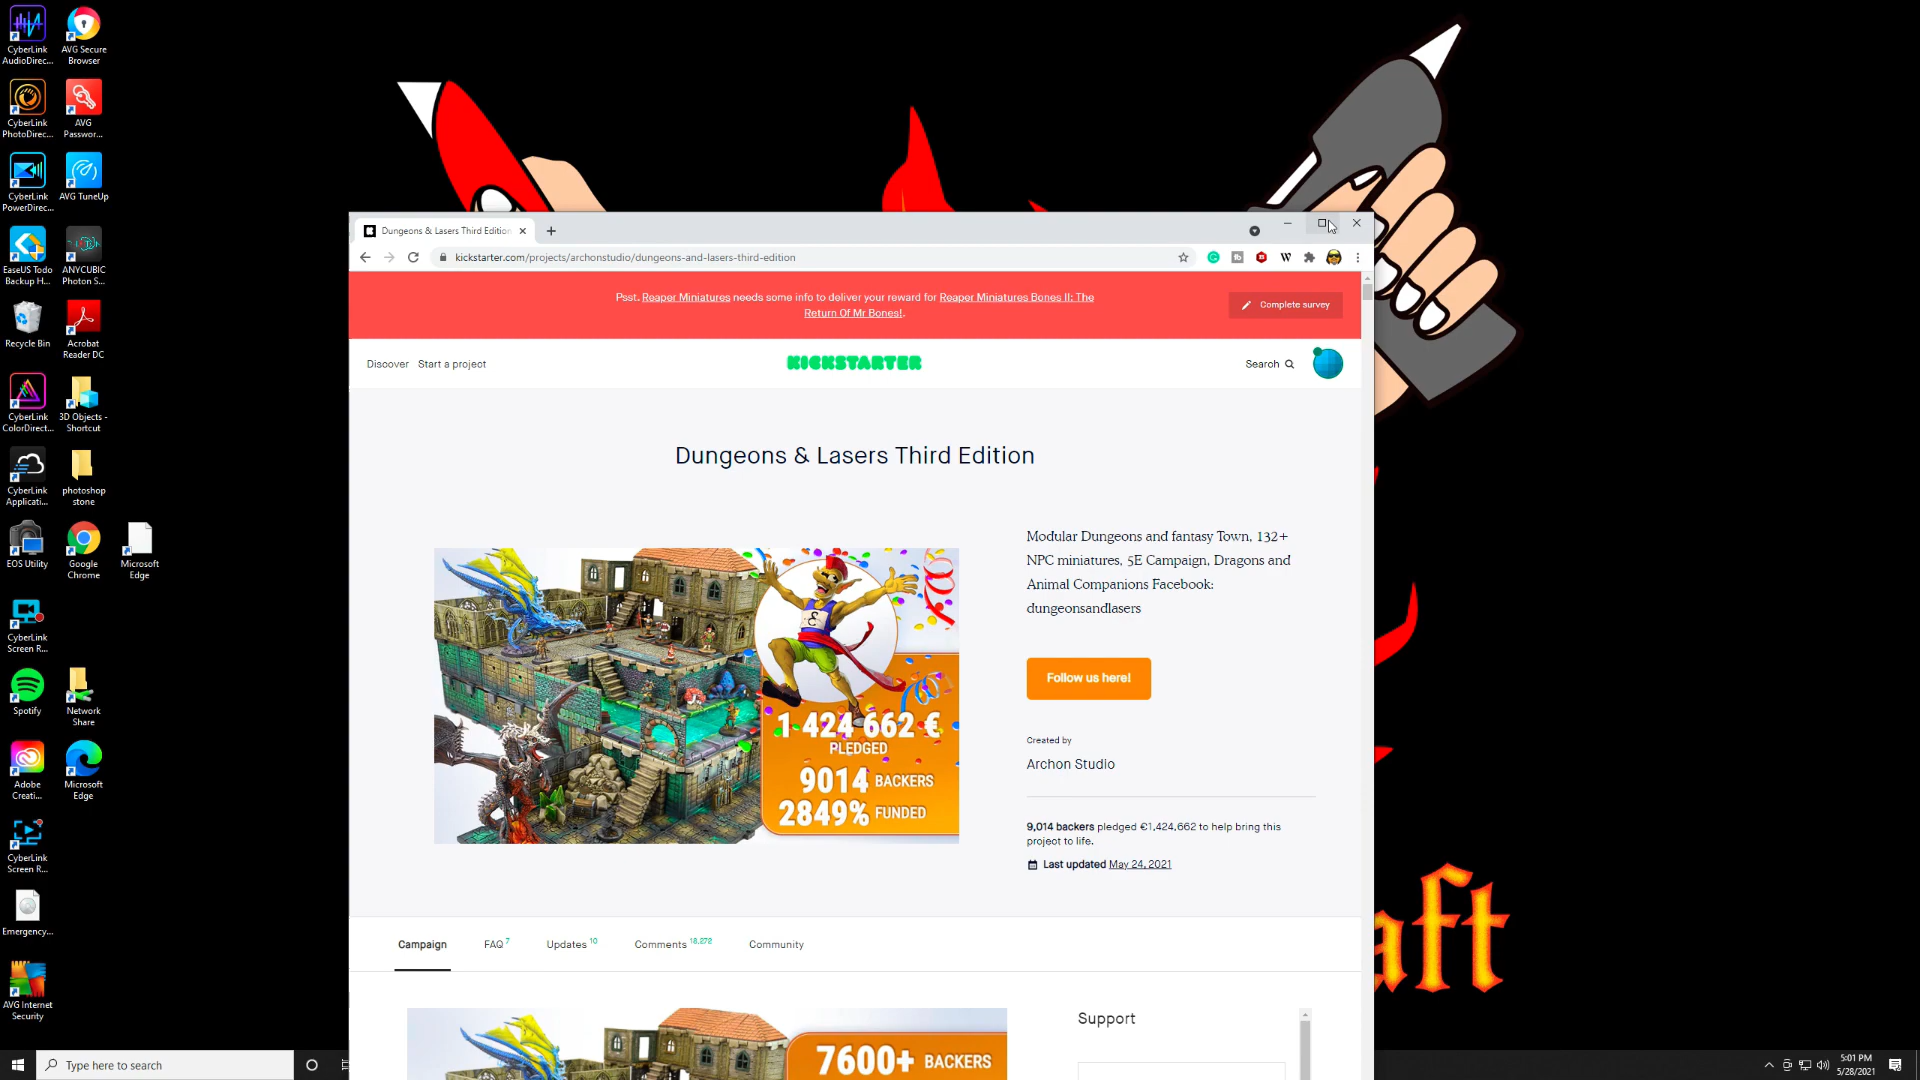 CyberLink
AudioDirec...
AVG Secure
Browser
CyberLink
PhotoDirec...
AVG
Passwor...
CyberLink
PowerDirec...
AVG TuneUp
EaseUS Todo
Backup H...
ANYCUBIC
Photon S...
Recycle Bin
Acrobat
Reader DC
CyberLink
ColorDirect...
3D Objects -
Shortcut
CyberLink
Applicati...
photoshop
stone
EOS Utility
Google
Chrome
Microsoft
Edge
CyberLink
Screen R...
Spotify
Network
Share
Adobe
Creati...
Microsoft
Edge
CyberLink
Screen R...
Emergency...
AVG Internet
Security
Dungeons & Lasers Third Edition
kickstarter.com/projects/archonstudio/dungeons-and-lasers-third-edition
Psst. Reaper Miniatures needs some info to deliver your reward for Reaper Miniatures Bones II: The
Return Of Mr Bones!.
Complete survey
Discover Start a project
KICKSTARTER
Search
Dungeons & Lasers Third Edition
Modular Dungeons and fantasy Town, 132+
NPC miniatures, 5E Campaign, Dragons and
Animal Companions Facebook:
dungeonsandlasers
Follow us here!
Created by
Archon Studio
9,014 backers pledged €1,424,662 to help bring this
project to life.
Last updated May 24, 2021
1 424 662 €
PLEDGED
9014 BACKERS
2849% FUNDED
Campaign
FAQ 7
Updates 10
Comments 18,272
Community
7600+ BACKERS
Support
aft
Type here to search
5:01 PM
5/28/2021